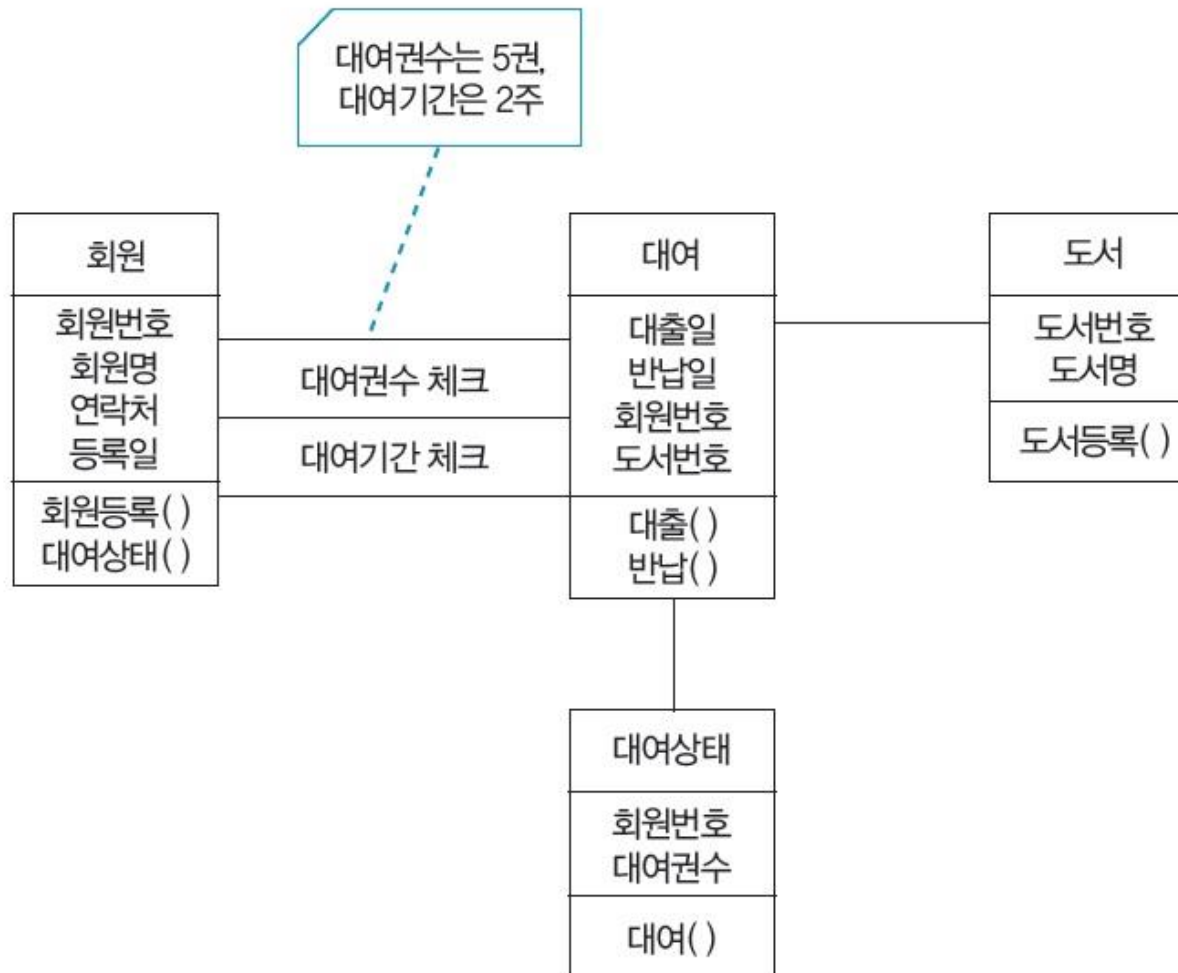 대여권수는 5권,
대여기간은 2주
회원
회원번호
회원명
연락처
등록일
회원등록( )
대여상태( )
대여권수 체크
대여기간 체크
대여
대출일
반납일
회원번호
도서번호
대출( )
반납( )
도서
도서번호
도서명
도서등록( )
대여상태
회원번호
대여권수
대여( )